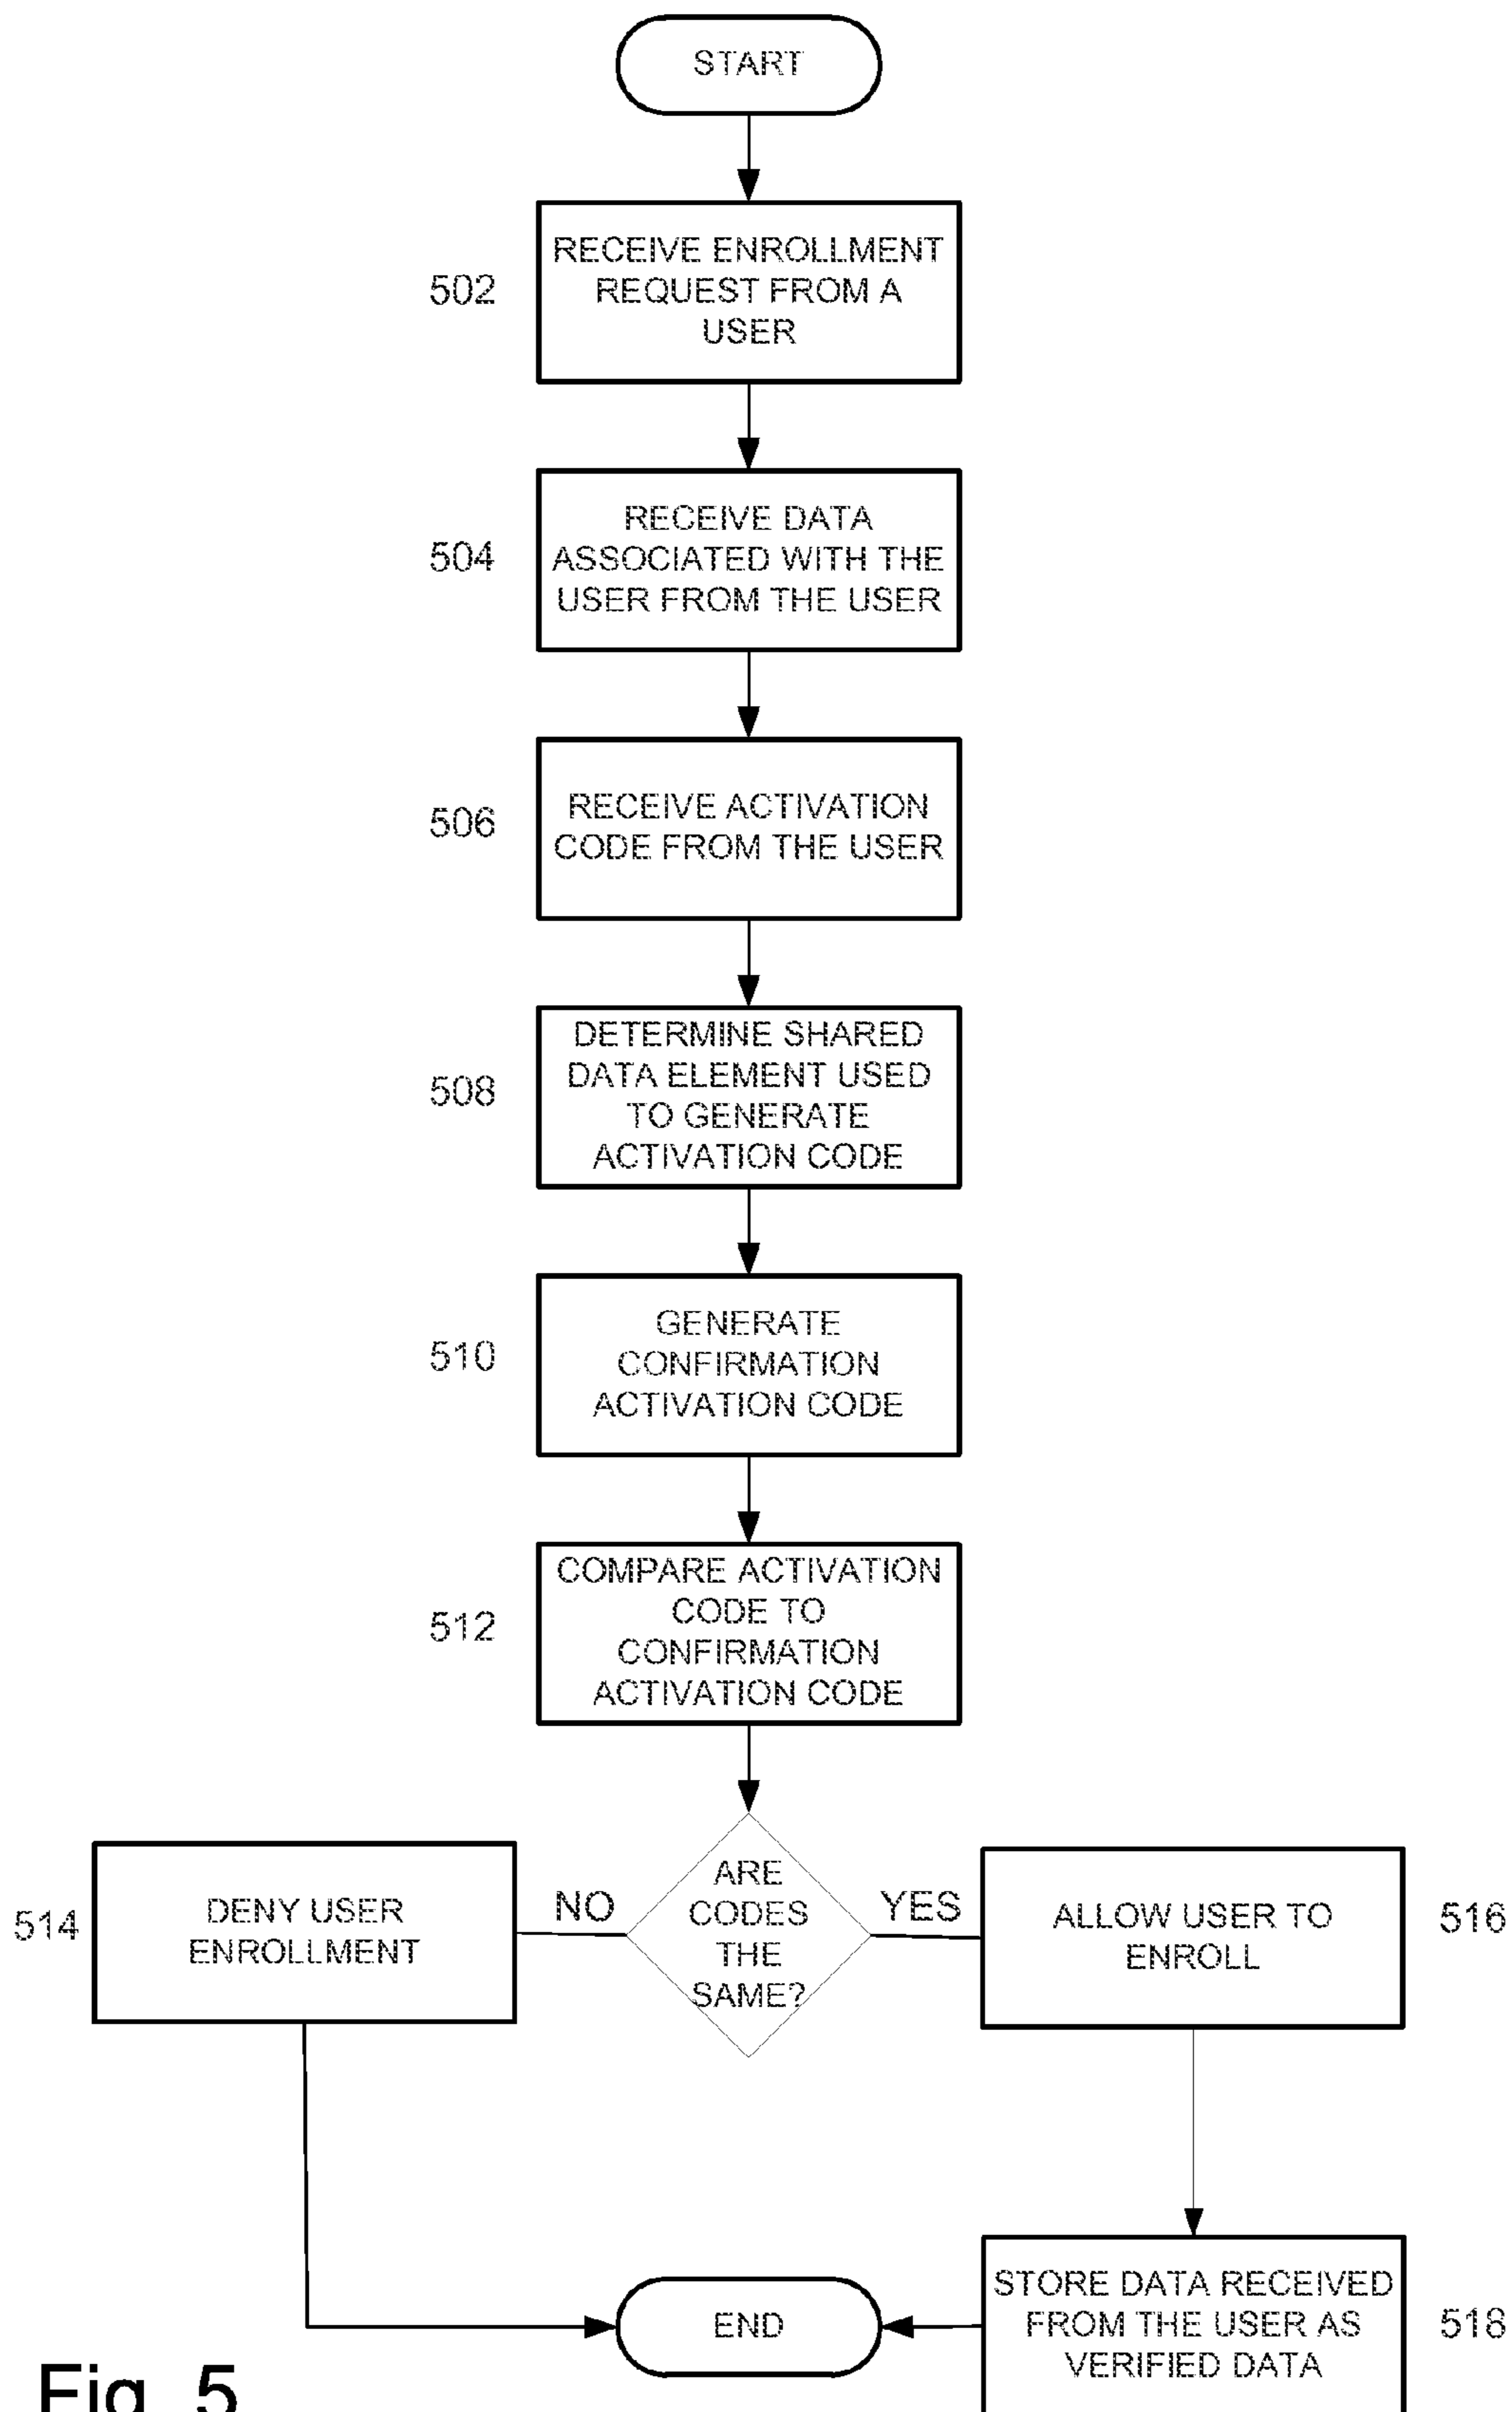 START
502
RECEIVE ENROLLMENT
REQUEST FROM A
USER
504
RECEIVE DATA
ASSOCIATED WITH THE
USER FROM THE USER
506
RECEIVE ACTIVATION
CODE FROM THE USER
508
DETERMINE SHARED
DATA ELEMENT USED
TO GENERATE
ACTIVATION CODE
510
GENERATE
CONFIRMATION
ACTIVATION CODE
512
COMPARE ACTIVATION
CODE TO
CONFIRMATION
ACTIVATION CODE
514
DENY USER
ENROLLMENT
NO
ARE
CODES
THE
SAME?
YES
ALLOW USER TO
ENROLL
516
END
STORE DATA RECEIVED
FROM THE USER AS
VERIFIED DATA
518
Fig. 5